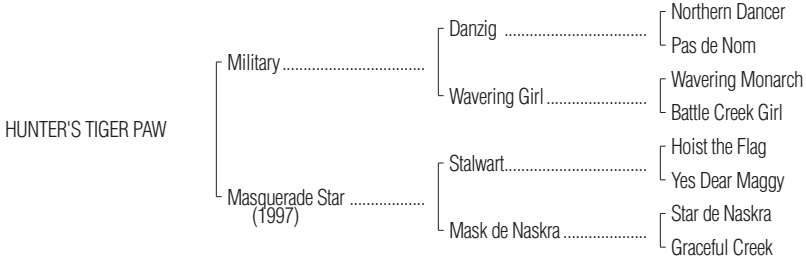 HUNTER'S TIGER PAW
Military
Masquerade Star
(1997)
Danzig
Wavering Girl
Stalwart
Mask de Naskra
Northern Dancer
Pas de Nom
Wavering Monarch
Battle Creek Girl
Hoist the Flag
Yes Dear Maggy
Star de Naskra
Graceful Creek